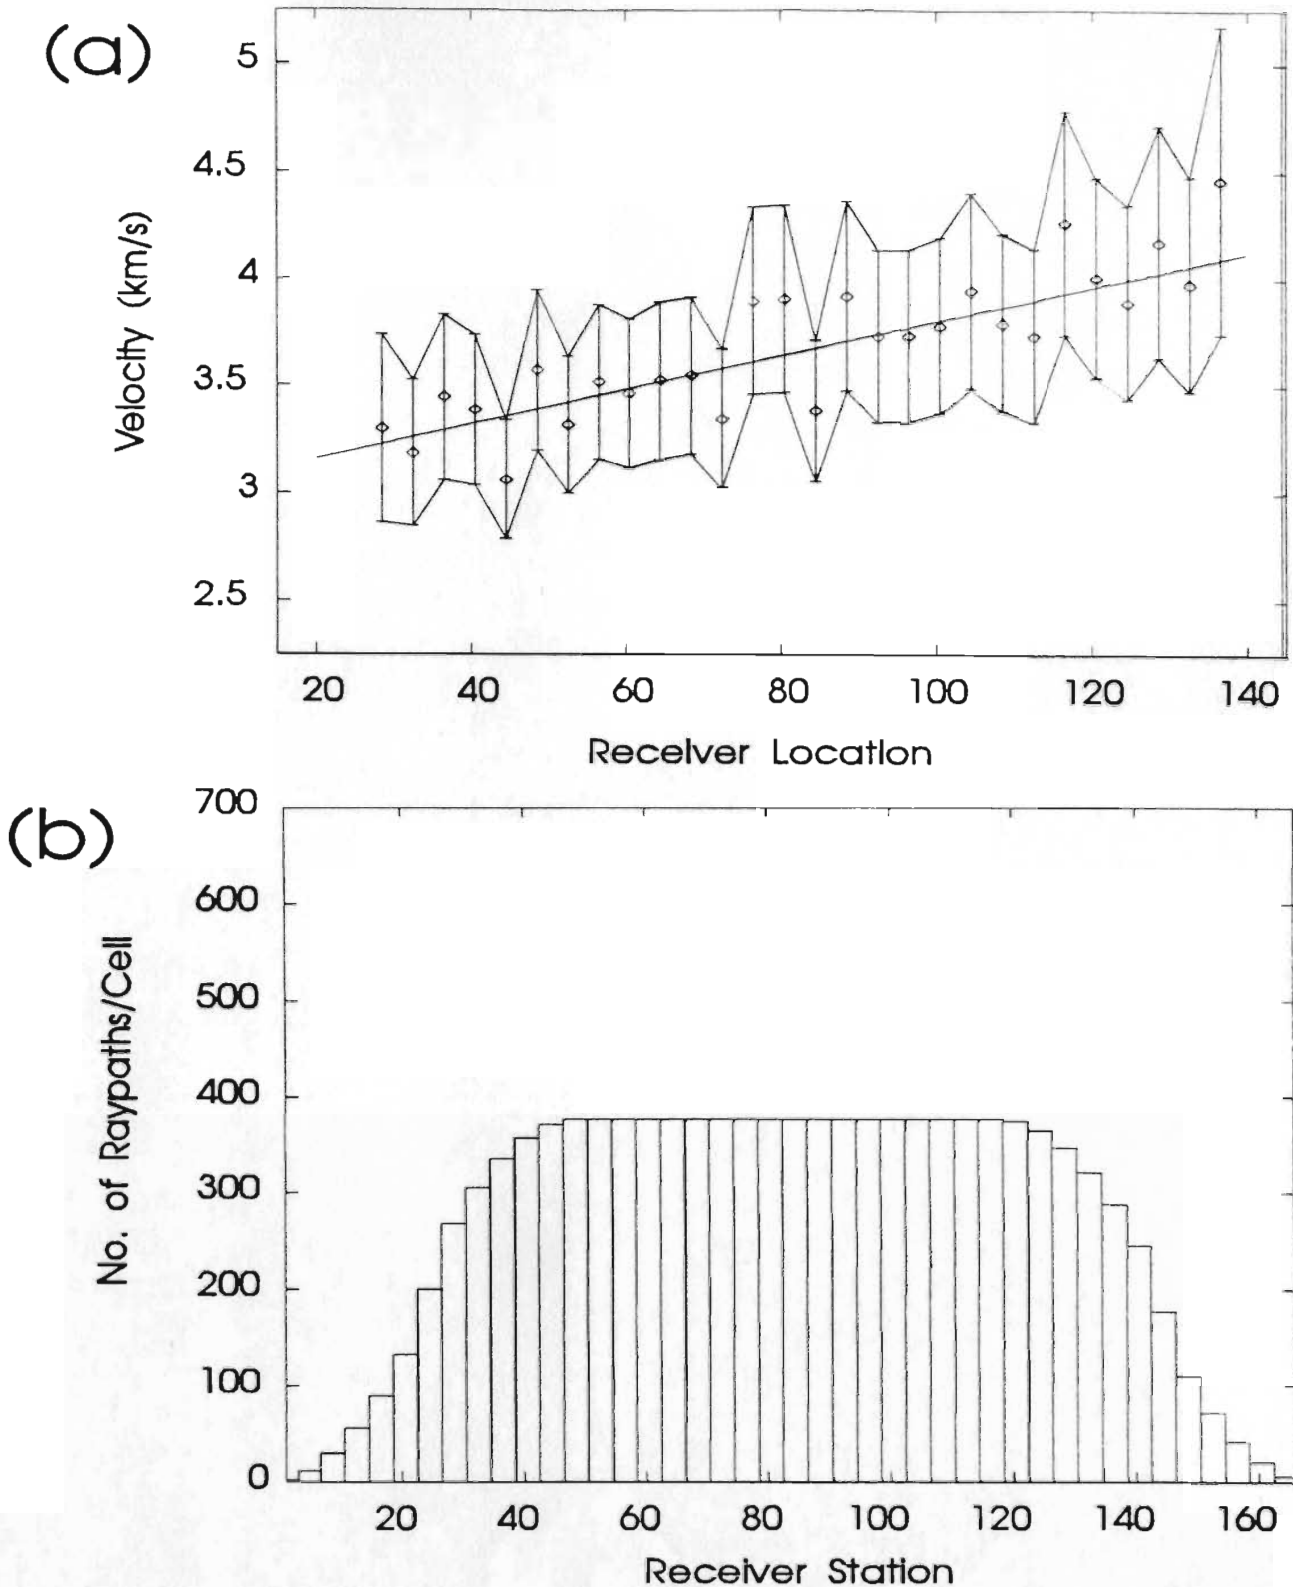 (a)
5
4.5
4
3.5
3
2.5
Velocity (km/s)
20 40 60 80 100 120 140
Receiver Location
(b)
700
600
500
400
300
200
100
0
No. of Raypaths/Cell
20 40 60 80 100 120 140 160
Receiver Station